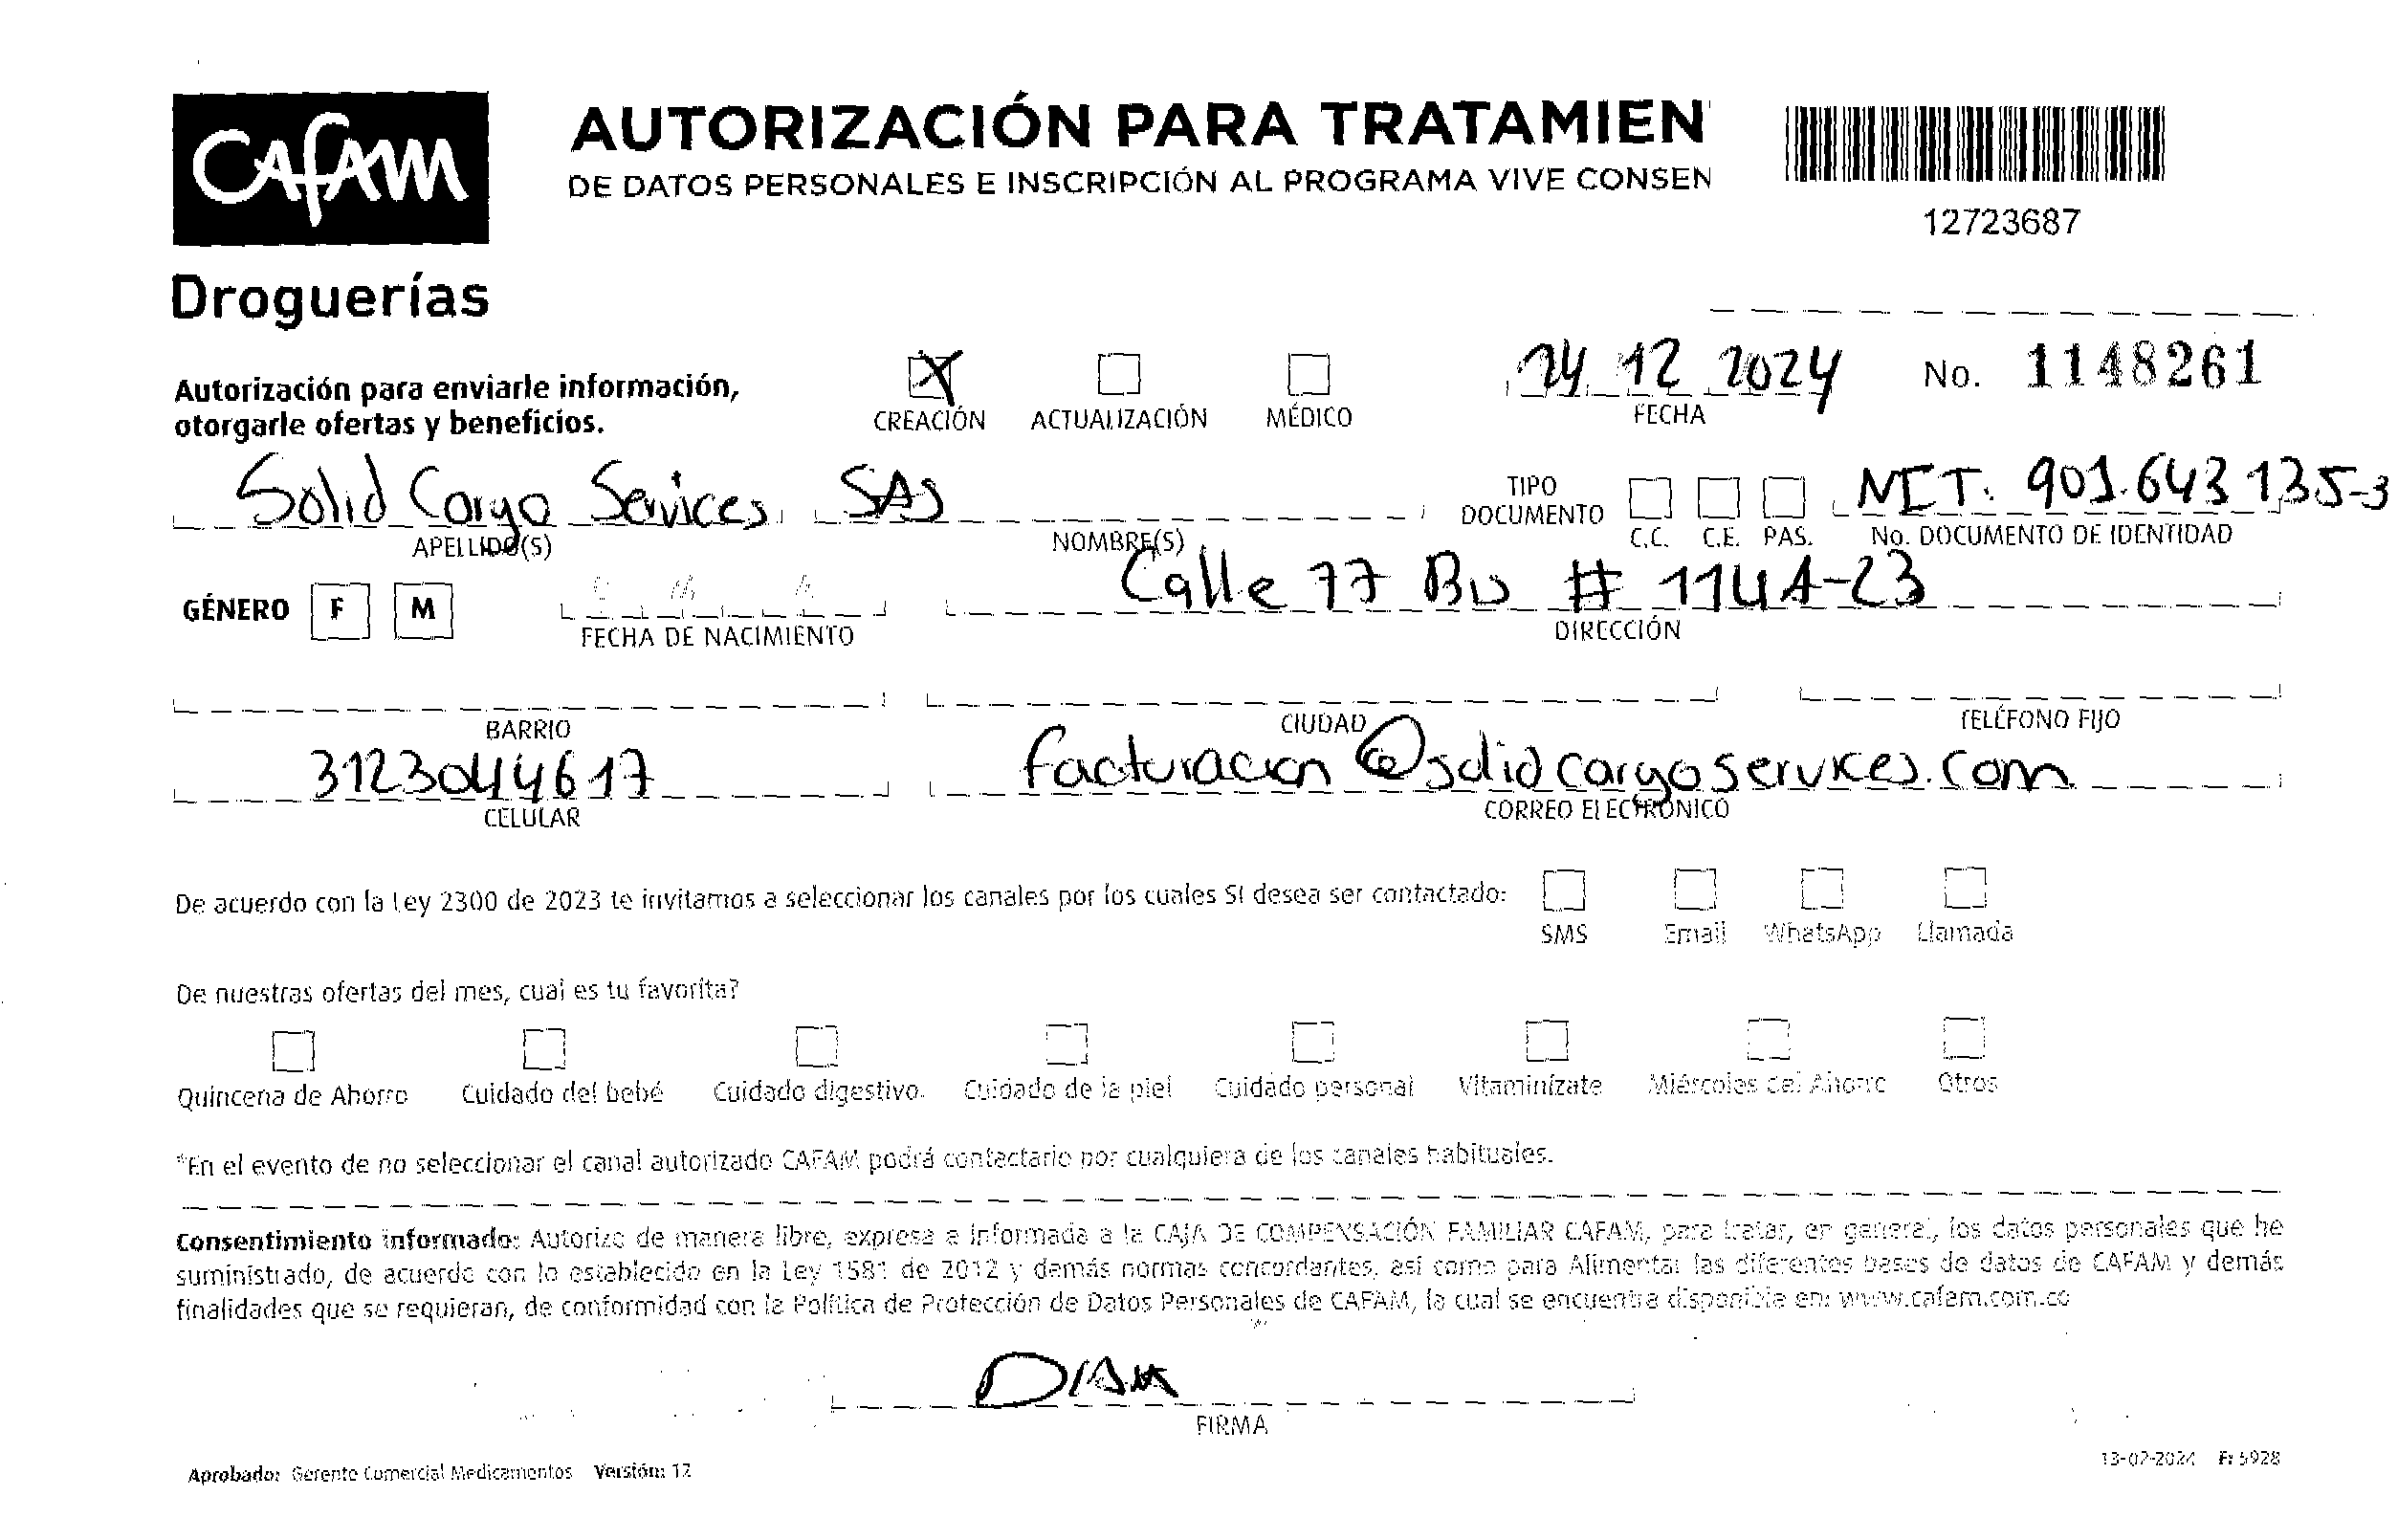 CAFAM
Droguerías
AUTORIZACIÓN PARA TRATAMIEN
DE DATOS PERSONALES E INSCRIPCIÓN AL PROGRAMA VIVE CONSEN
12723687
Autorización para enviarle información,
otorgarle ofertas y beneficios.
X
CREACIÓN ACTUALIZACIÓN MÉDICO
24 12 2024
FECHA
No. 1148261
Solid Cargo Services SAS
APELLIDO(S) NOMBRE(S)
TIPO
DOCUMENTO
C.C. C.E. PAS.
NIT. 901.643 135-3
No. DOCUMENTO DE IDENTIDAD
GÉNERO F M
FECHA DE NACIMIENTO
Calle 77 # 114A-23
DIRECCIÓN
BARRIO CIUDAD TELÉFONO FIJO
3123044617
CELULAR
facturacion@solidcargoservices.com
CORREO ELECTRÓNICO
De acuerdo con la Ley 2300 de 2023 te invitamos a seleccionar los canales por los cuales SI desea ser contactado:
SMS Email WhatsApp Llamada
De nuestras ofertas del mes, cual es tu favorita?
Quincena de Ahorro Cuidado del bebé Cuidado digestivo. Cuidado de la piel Cuidado personal Vitaminízate Miércoles del Ahorro Otros
*En el evento de no seleccionar el canal autorizado CAFAM podrá contactarlo por cualquiera de los canales habituales.
Consentimiento informado: Autorizo de manera libre, expresa e informada a la CAJA DE COMPENSACIÓN FAMILIAR CAFAM, para tratar, en general, los datos personales que he
suministrado, de acuerdo con lo establecido en la Ley 1581 de 2012 y demás normas concordantes, así como para Alimentar las diferentes bases de datos de CAFAM y demás
finalidades que se requieran, de conformidad con la Política de Protección de Datos Personales de CAFAM, la cual se encuentra disponible en: www.cafam.com.co
FIRMA
Aprobado: Gerente Comercial Medicamentos Versión: 12
13-02-2024 F: 5928